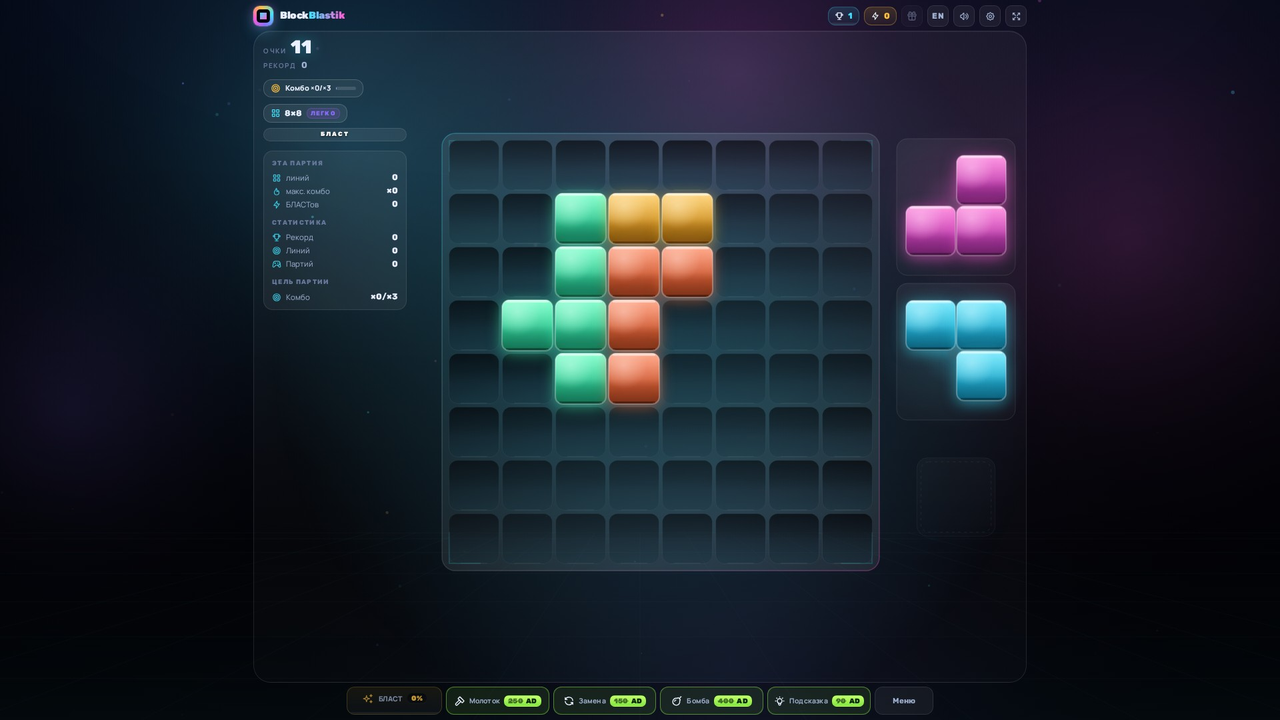 BlockBlastik
1
0
EN
ОЧКИ 11
РЕКОРД 0
Комбо ×0/×3
8×8 ЛЕГКО
БЛАСТ
ЭТА ПАРТИЯ
линий 0
макс. комбо ×0
БЛАСТов 0
СТАТИСТИКА
Рекорд 0
Линий 0
Партий 0
ЦЕЛЬ ПАРТИИ
Комбо ×0/×3
БЛАСТ 0%
Молоток 250 AD
Замена 150 AD
Бомба 400 AD
Подсказка 90 AD
Меню